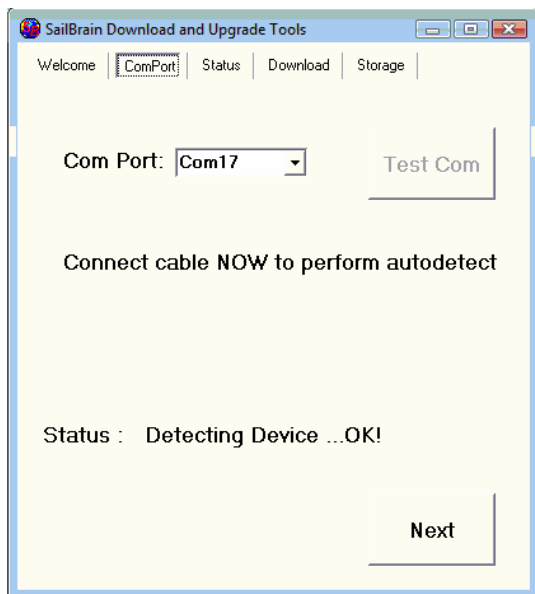 SailBrain Download and Upgrade Tools
Welcome ComPort Status Download Storage
Com Port: Com17 Test Com
Connect cable NOW to perform autodetect
Status : Detecting Device ...OK!
Next